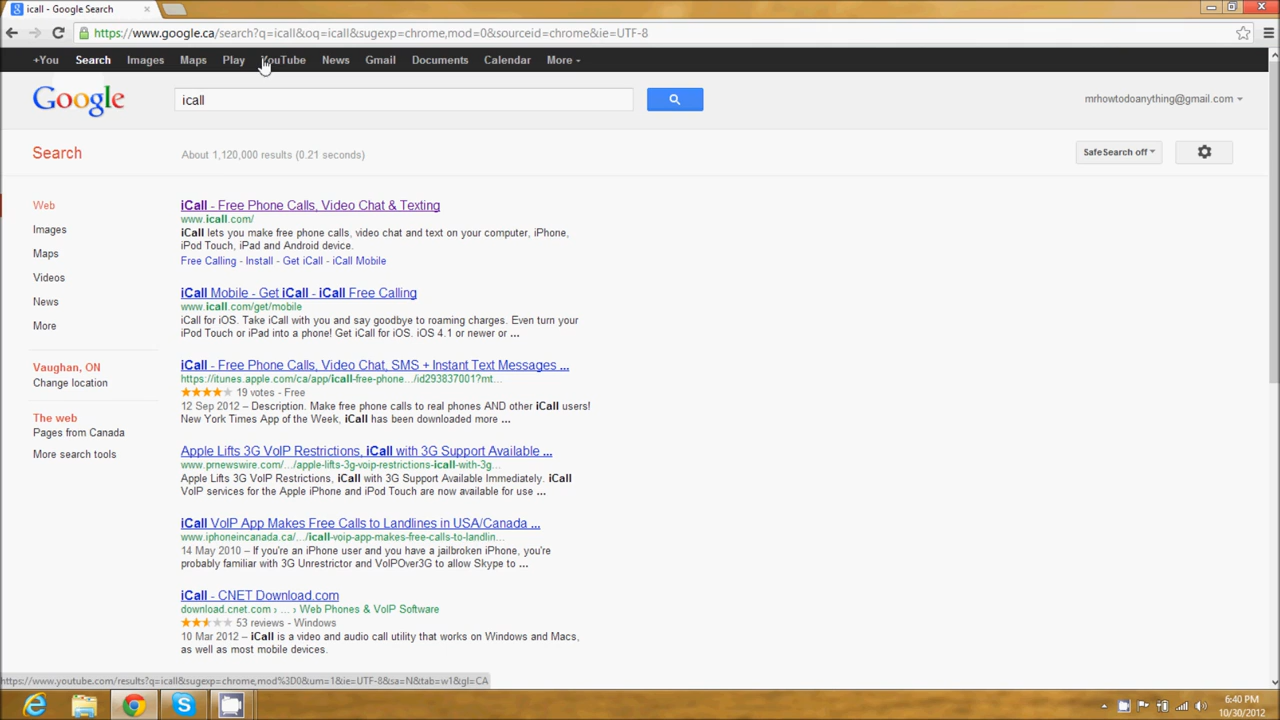 icall - Google Search
https://www.google.ca/search?q=icall&oq=icall&sugexp=chrome,mod=0&sourceid=chrome&ie=UTF-8
+You Search Images Maps Play YouTube News Gmail Documents Calendar More
Google
icall
mrhowtodoanything@gmail.com
Search
About 1,120,000 results (0.21 seconds)
SafeSearch off
Web
Images
Maps
Videos
News
More
Vaughan, ON
Change location
The web
Pages from Canada
More search tools
iCall - Free Phone Calls, Video Chat & Texting
www.icall.com/
iCall lets you make free phone calls, video chat and text on your computer, iPhone,
iPod Touch, iPad and Android device.
Free Calling - Install - Get iCall - iCall Mobile
iCall Mobile - Get iCall - iCall Free Calling
www.icall.com/get/mobile
iCall for iOS. Take iCall with you and say goodbye to roaming charges. Even turn your
iPod Touch or iPad into a phone! Get iCall for iOS. iOS 4.1 or newer or ...
iCall - Free Phone Calls, Video Chat, SMS + Instant Text Messages ...
https://itunes.apple.com/ca/app/icall-free-phone.../id293837001?mt...
19 votes - Free
12 Sep 2012 – Description. Make free phone calls to real phones AND other iCall users!
New York Times App of the Week, iCall has been downloaded more ...
Apple Lifts 3G VoIP Restrictions, iCall with 3G Support Available ...
www.prnewswire.com/.../apple-lifts-3g-voip-restrictions-icall-with-3g...
Apple Lifts 3G VoIP Restrictions, iCall with 3G Support Available Immediately. iCall
VoIP services for the Apple iPhone and iPod Touch are now available for use ...
iCall VoIP App Makes Free Calls to Landlines in USA/Canada ...
www.iphoneincanada.ca/.../icall-voip-app-makes-free-calls-to-landlin...
14 May 2010 – If you're an iPhone user and you have a jailbroken iPhone, you're
probably familiar with 3G Unrestrictor and VoIPOver3G to allow Skype to ...
iCall - CNET Download.com
download.cnet.com › ... › Web Phones & VoIP Software
53 reviews - Windows
10 Mar 2012 – iCall is a video and audio call utility that works on Windows and Macs,
as well as most mobile devices.
https://www.youtube.com/results?q=icall&sugexp=chrome,mod%3D0&um=1&ie=UTF-8&sa=N&tab=w1&gl=CA
6:40 PM
10/30/2012